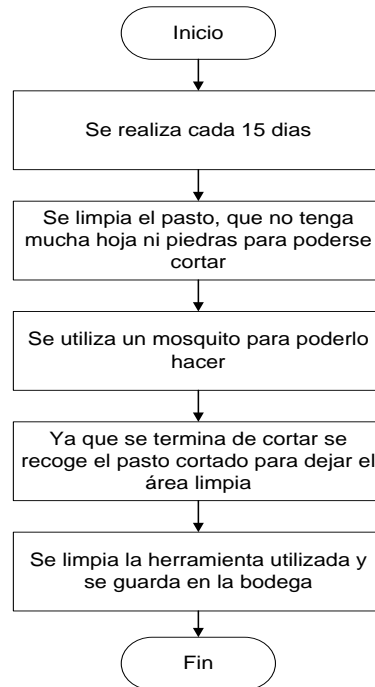 Inicio
Se realiza cada 15 dias
Se limpia el pasto, que no tenga
mucha hoja ni piedras para poderse
cortar
Se utiliza un mosquito para poderlo
hacer
Ya que se termina de cortar se
recoge el pasto cortado para dejar el
área limpia
Se limpia la herramienta utilizada y
se guarda en la bodega
Fin